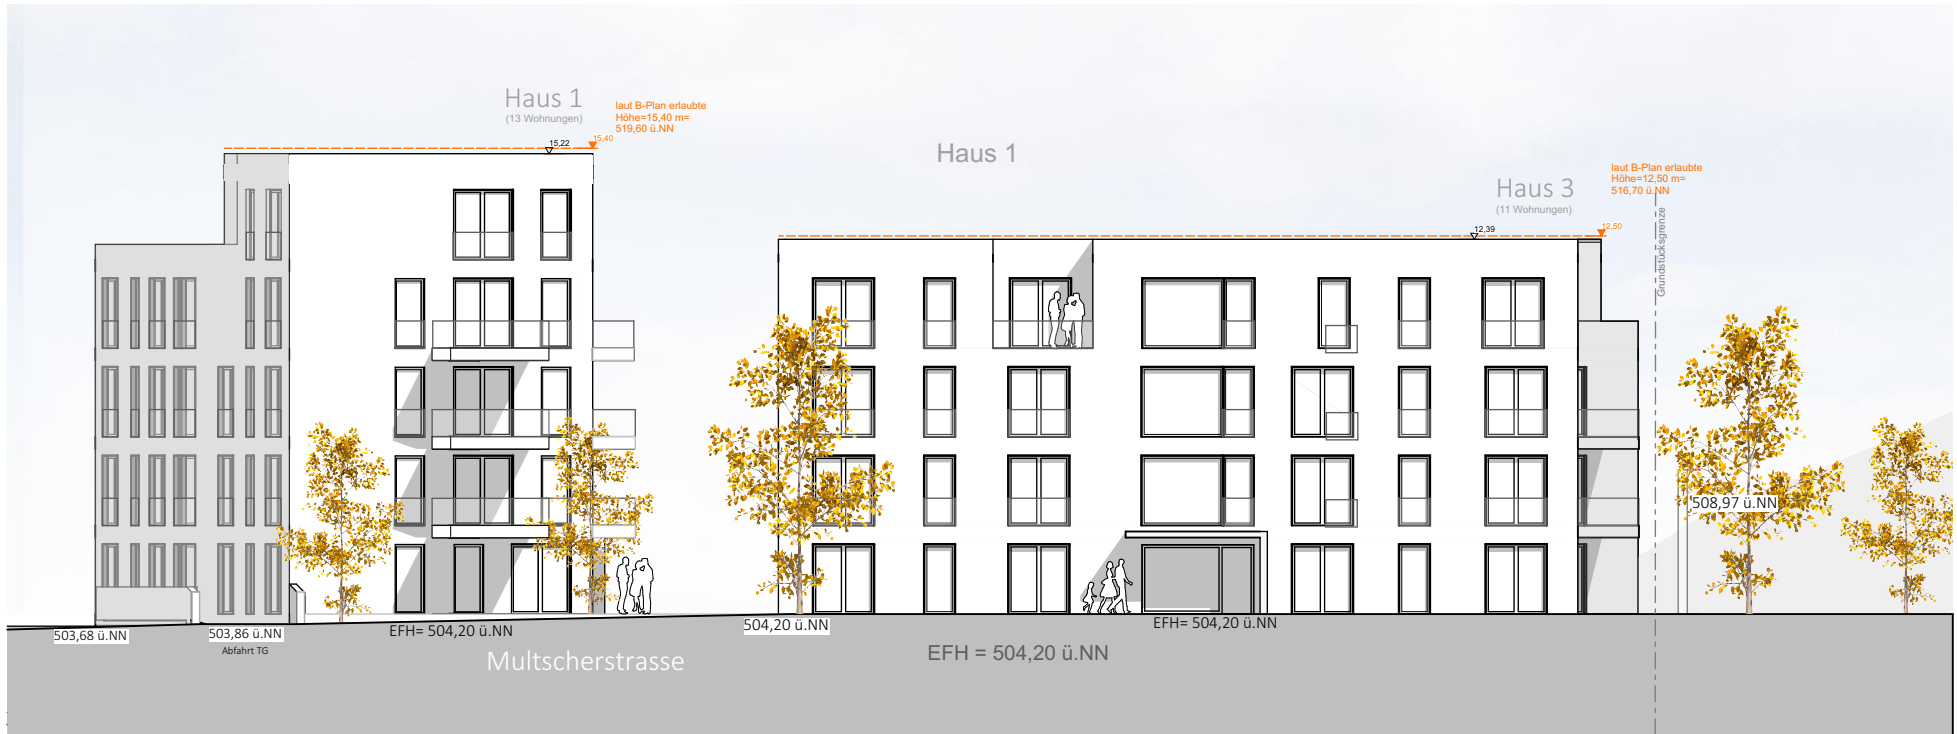 Haus 1
(13 Wohnungen)
laut B-Plan erlaubte
Höhe=15,40 m=
519,60 ü.NN
15,40
15,22
Haus 1
laut B-Plan erlaubte
Höhe=12,50 m=
516,70 ü.NN
Haus 3
(11 Wohnungen)
12,39
12,50
Grundstücksgrenze
508,97 ü.NN
503,68 ü.NN
503,86 ü.NN
Abfahrt TG
EFH= 504,20 ü.NN
504,20 ü.NN
EFH= 504,20 ü.NN
Multscherstrasse
EFH = 504,20 ü.NN